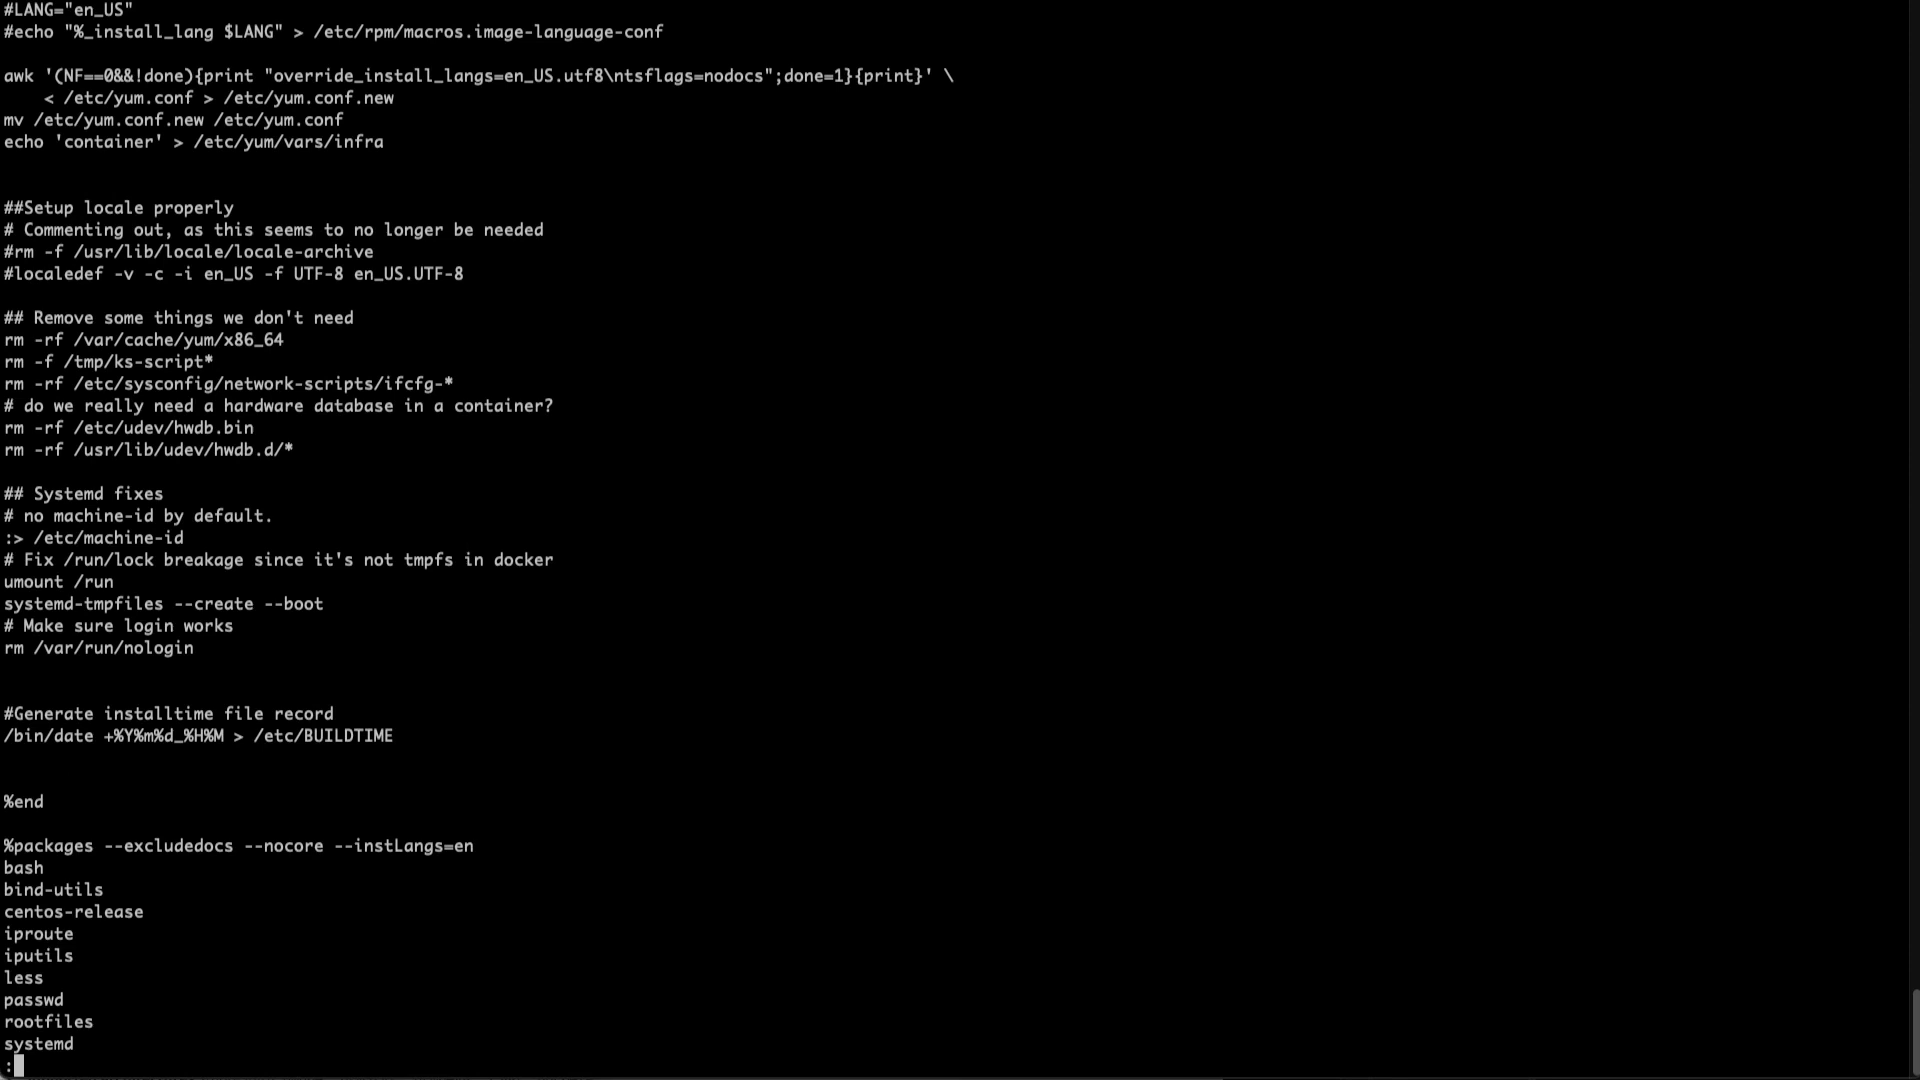 #LANG="en_US"
#echo "%_install_lang $LANG" > /etc/rpm/macros.image-language-conf
awk '(NF==0&&!done){print "override_install_langs=en_US.utf8\ntsflags=nodocs";done=1}{print}' \
    < /etc/yum.conf > /etc/yum.conf.new
mv /etc/yum.conf.new /etc/yum.conf
echo 'container' > /etc/yum/vars/infra
##Setup locale properly
# Commenting out, as this seems to no longer be needed
#rm -f /usr/lib/locale/locale-archive
#localedef -v -c -i en_US -f UTF-8 en_US.UTF-8
## Remove some things we don't need
rm -rf /var/cache/yum/x86_64
rm -f /tmp/ks-script*
rm -rf /etc/sysconfig/network-scripts/ifcfg-*
# do we really need a hardware database in a container?
rm -rf /etc/udev/hwdb.bin
rm -rf /usr/lib/udev/hwdb.d/*
## Systemd fixes
# no machine-id by default.
:> /etc/machine-id
# Fix /run/lock breakage since it's not tmpfs in docker
umount /run
systemd-tmpfiles --create --boot
# Make sure login works
rm /var/run/nologin
#Generate installtime file record
/bin/date +%Y%m%d_%H%M > /etc/BUILDTIME
%end
%packages --excludedocs --nocore --instLangs=en
bash
bind-utils
centos-release
iproute
iputils
less
passwd
rootfiles
systemd
: